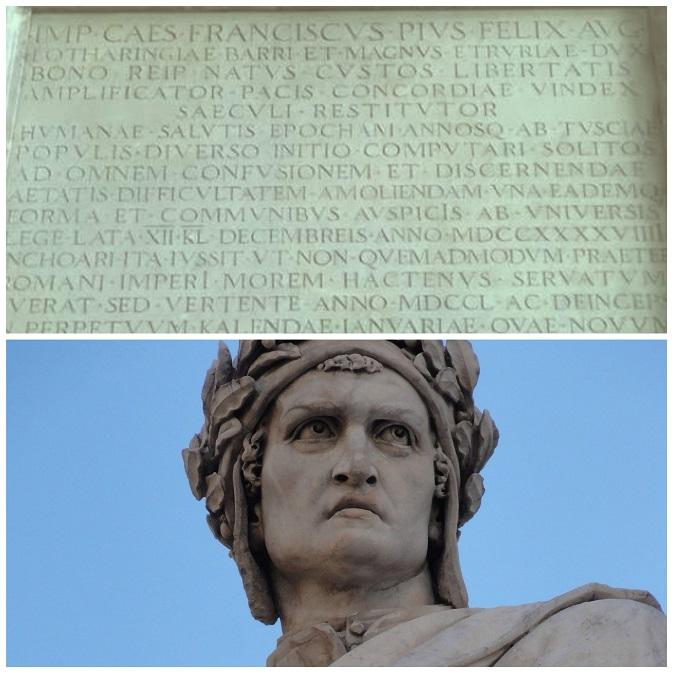 IMP·CAES·FRANCISCVS·PIVS·FELIX·AVG
LOTHARINGIAE·BARRI·ET·MAGNVS·ETRVRIAE·DVX
BONO REIP NATVS CVSTOS LIBERTATIS
AMPLIFICATOR·PACIS·CONCORDIAE VINDEX
SAECVLI·RESTITVTOR
HVMANAE·SALVTIS EPOCHAM·ANNOSQ·AB·TVSCIAE
POPVLIS·DIVERSO INITIO COMPVTARI·SOLITOS
AD·OMNEM CONFVSIONEM ET·DISCERNENDAE
AETATIS·DIFFICVLTATEM·AMOLIENDAM·VNA·EADEMQ
FORMA·ET·COMMVNIBVS·AVSPICIS·AB·VNIVERSIS
LEGE·LATA·XII·KL DECEMBREIS·ANNO·MDCCXXXXVIIII
NCHOARI·ITA·IVSSIT·VT·NON·QVEMADMODVM·PRAETE
ROMANI·IMPERI MOREM HACTENVS·SERVATVM
VERAT·SED·VERTENTE ANNO·MDCCL·AC·DEINCEPS
PERPETVVM·KALENDAE·IANVARIAE·QVAE·NOVVM